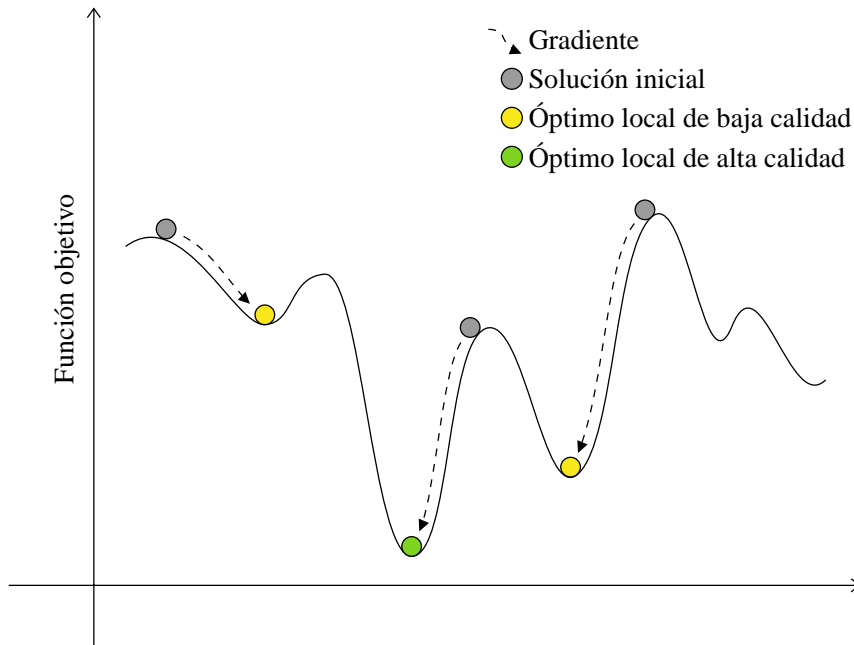 Gradiente
Solución inicial
Óptimo local de baja calidad
Óptimo local de alta calidad
Función objetivo